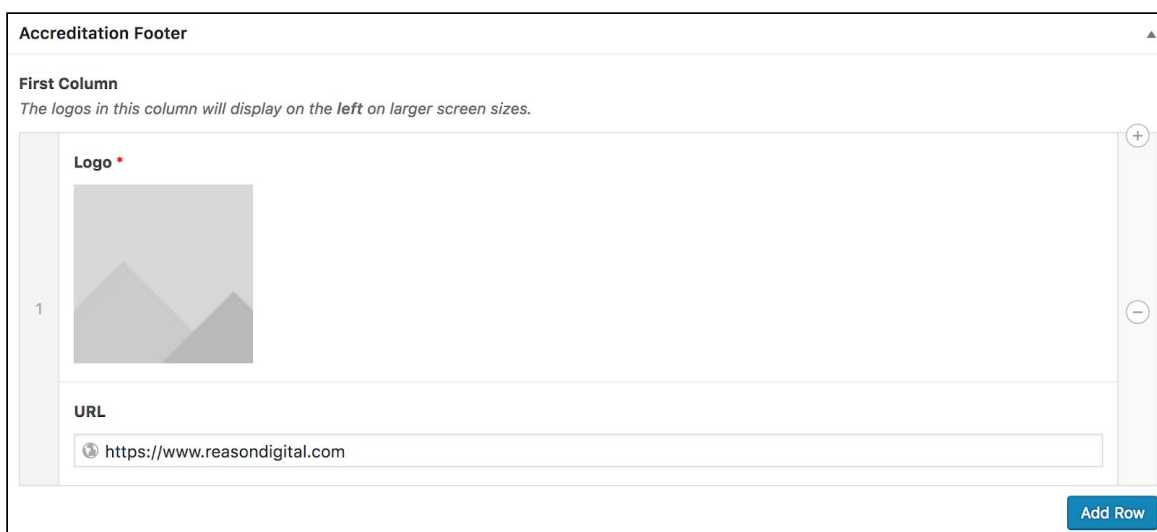 Accreditation Footer
First Column
The logos in this column will display on the left on larger screen sizes.
Logo *
1
URL
https://www.reasondigital.com
Add Row